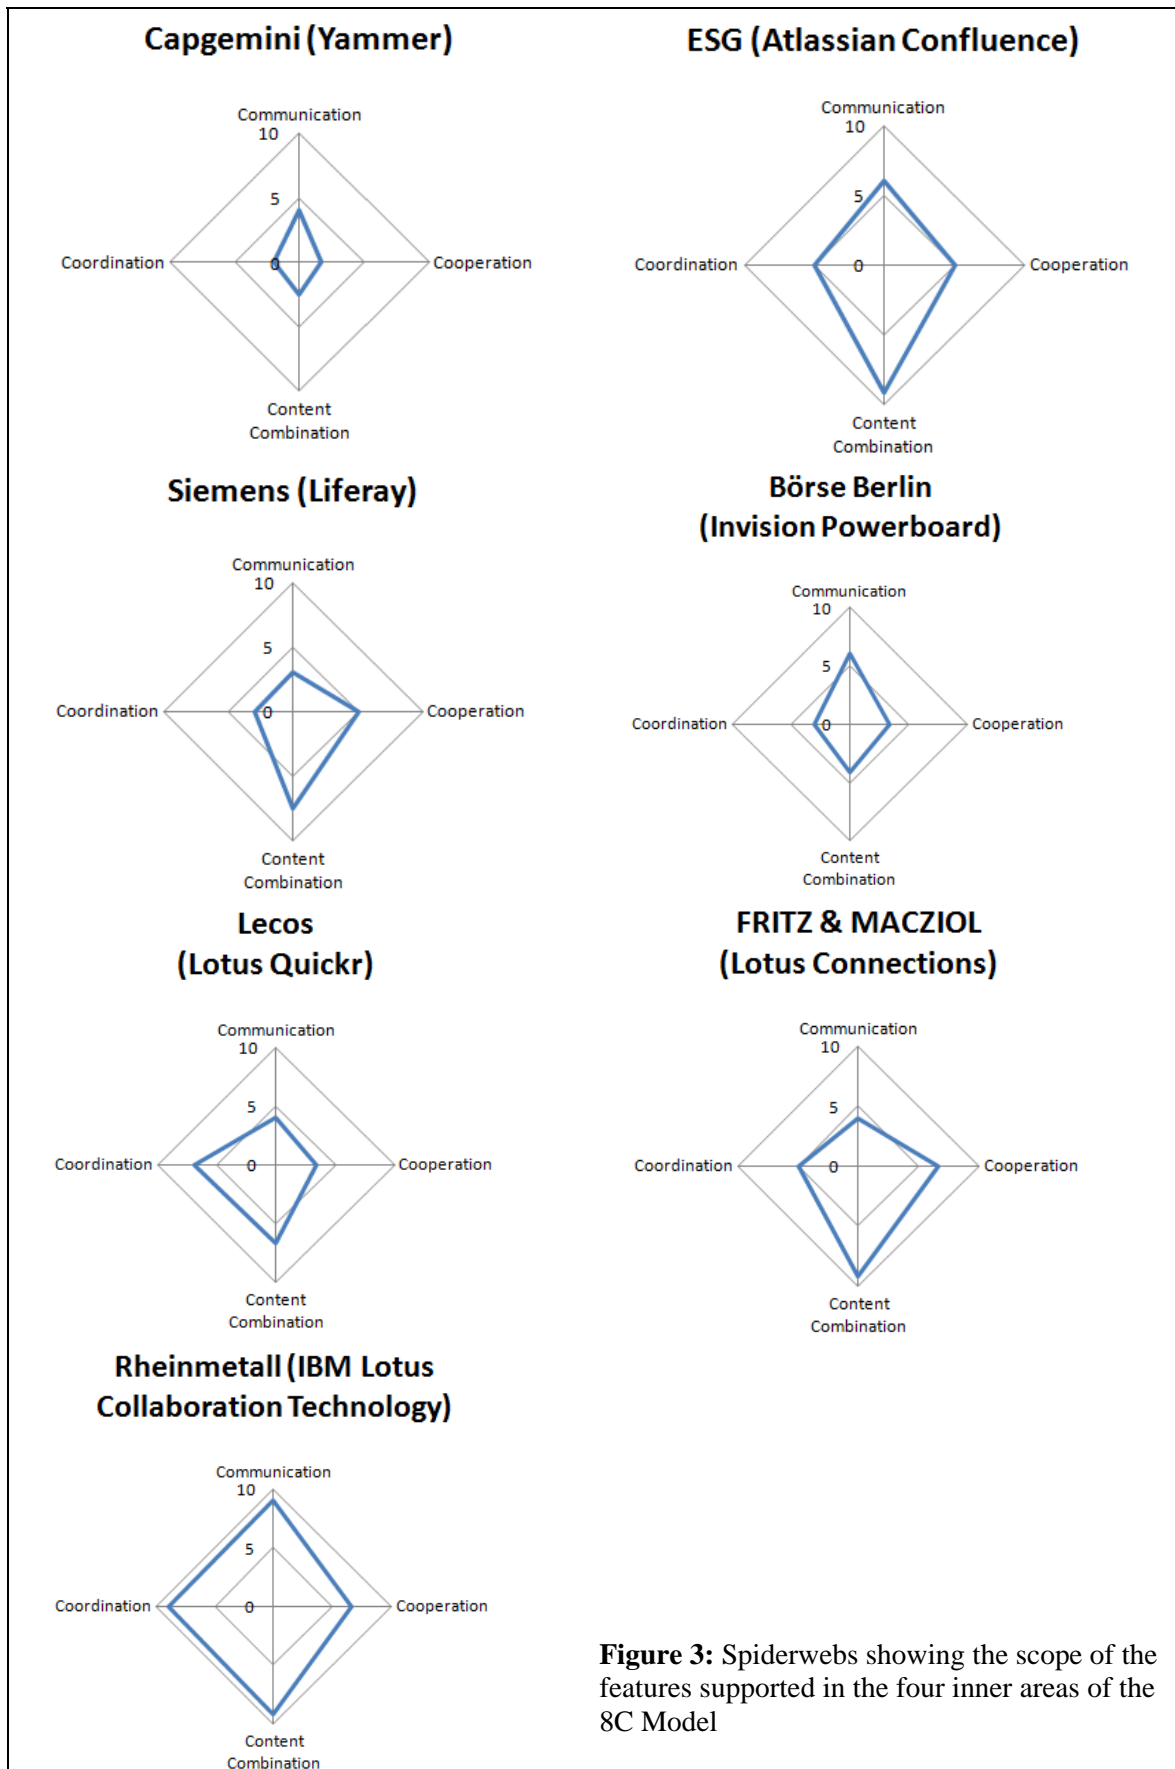 Capgemini (Yammer)
Communication
10
5
0
Coordination
Cooperation
Content
Combination
ESG (Atlassian Confluence)
Communication
10
5
0
Coordination
Cooperation
Content
Combination
Siemens (Liferay)
Communication
10
5
0
Coordination
Cooperation
Content
Combination
Börse Berlin
(Invision Powerboard)
Communication
10
5
0
Coordination
Cooperation
Content
Combination
Lecos
(Lotus Quickr)
Communication
10
5
0
Coordination
Cooperation
Content
Combination
FRITZ & MACZIOL
(Lotus Connections)
Communication
10
5
0
Coordination
Cooperation
Content
Combination
Rheinmetall (IBM Lotus
Collaboration Technology)
Communication
10
5
0
Coordination
Cooperation
Content
Combination
Figure 3: Spiderwebs showing the scope of the
features supported in the four inner areas of the
8C Model